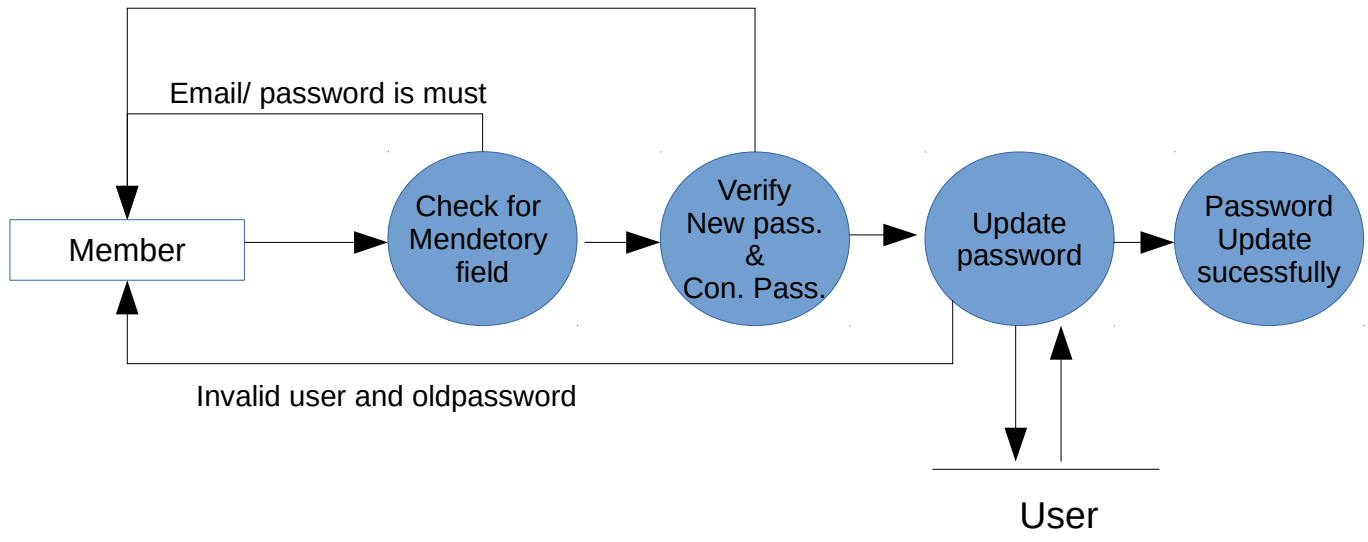 Email/ password is must
Member
Check for
Mendetory
field
Verify
New pass.
&
Con. Pass.
Update
password
Password
Update
sucessfully
Invalid user and oldpassword
User